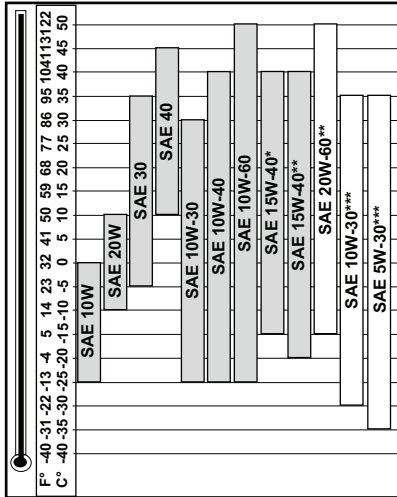 F° -40 -31 -22 -13 -4 5 14 23 32 41 50 59 68 77 86 95 104 113 122
C° -40 -35 -30 -25 -20 -15 -10 -5 0 5 10 15 20 25 30 35 40 45 50
SAE 10W
SAE 20W
SAE 30
SAE 40
SAE 10W-30
SAE 10W-40
SAE 10W-60
SAE 15W-40*
SAE 15W-40**
SAE 20W-60**
SAE 10W-30***
SAE 5W-30***